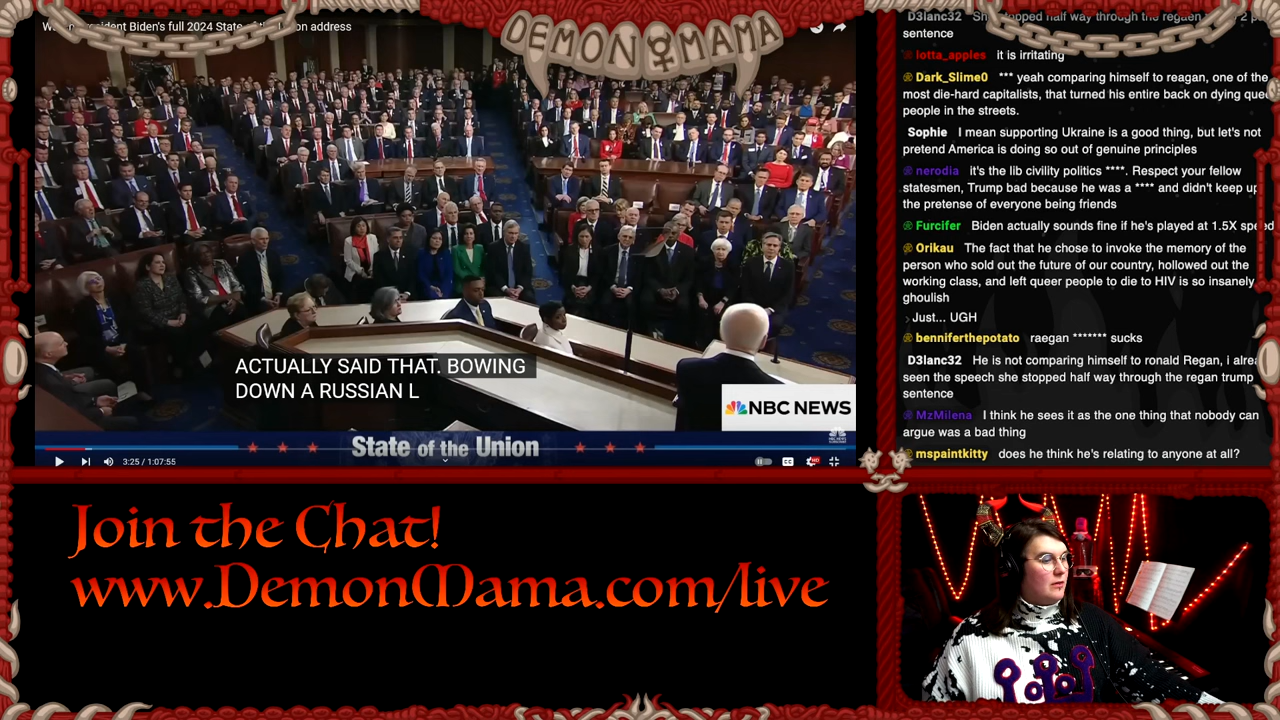 President Biden's full 2024 State address
DEMON MAMA
ACTUALLY SAID THAT. BOWING
DOWN A RUSSIAN L
NBC NEWS
State of the Union
3:25 / 1:07:55
Join the Chat!
www.DemonMama.com/live
D3lanc32 half way through the
sentence
lotta_apples it is irritating
Dark_Slime0 *** yeah comparing himself to reagan, one of the
most die-hard capitalists, that turned his entire back on dying
people in the streets.
Sophie I mean supporting Ukraine is a good thing, but let's not
pretend America is doing so out of genuine principles
nerodia it's the lib civility politics ****. Respect your fellow
statesmen, Trump bad because he was a **** and didn't keep up
the pretense of everyone being friends
Furcifer Biden actually sounds fine if he's played at 1.5X speed
Orikau The fact that he chose to invoke the memory of the
person who sold out the future of our country, hollowed out the
working class, and left queer people to die to HIV is so insanely
ghoulish
Just... UGH
benniferthepotato raegan ******* sucks
D3lanc32 He is not comparing himself to ronald Regan, i alrea
seen the speech she stopped half way through the regan trump
sentence
MzMilena I think he sees it as the one thing that nobody can
argue was a bad thing
mspaintkitty does he think he's relating to anyone at all?